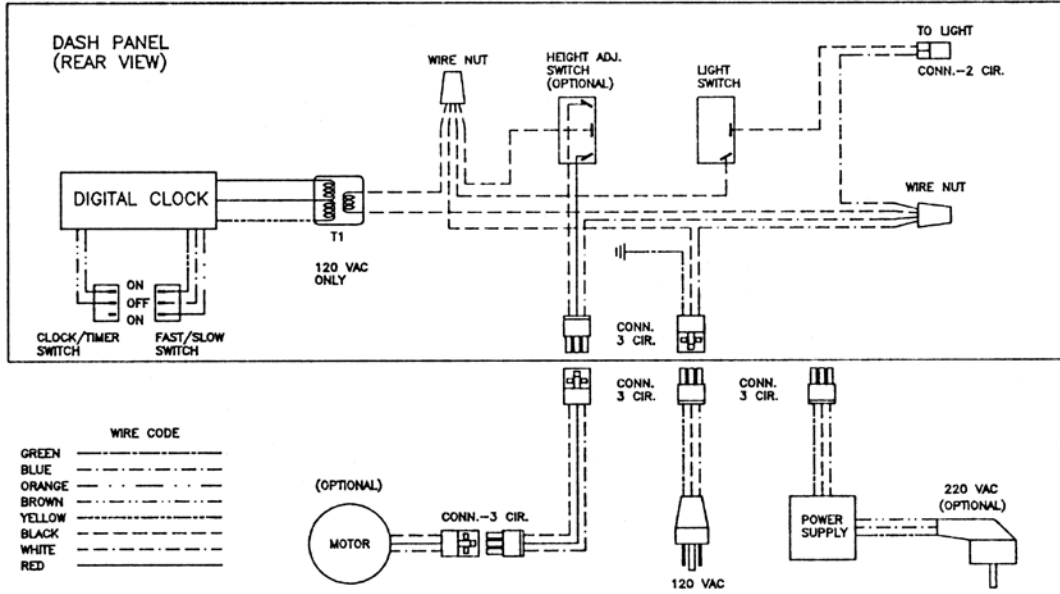 DASH PANEL
(REAR VIEW)
WIRE NUT
HEIGHT ADJ.
SWITCH
(OPTIONAL)
LIGHT
SWITCH
TO LIGHT
CONN.-2 CIR.
DIGITAL CLOCK
T1
120 VAC
ONLY
WIRE NUT
ON
OFF
ON
CLOCK/TIMER
SWITCH
FAST/SLOW
SWITCH
CONN.
3 CIR.
CONN.
3 CIR.
CONN.
3 CIR.
WIRE CODE
GREEN
BLUE
ORANGE
BROWN
YELLOW
BLACK
WHITE
RED
(OPTIONAL)
MOTOR
CONN.-3 CIR.
120 VAC
POWER
SUPPLY
220 VAC
(OPTIONAL)